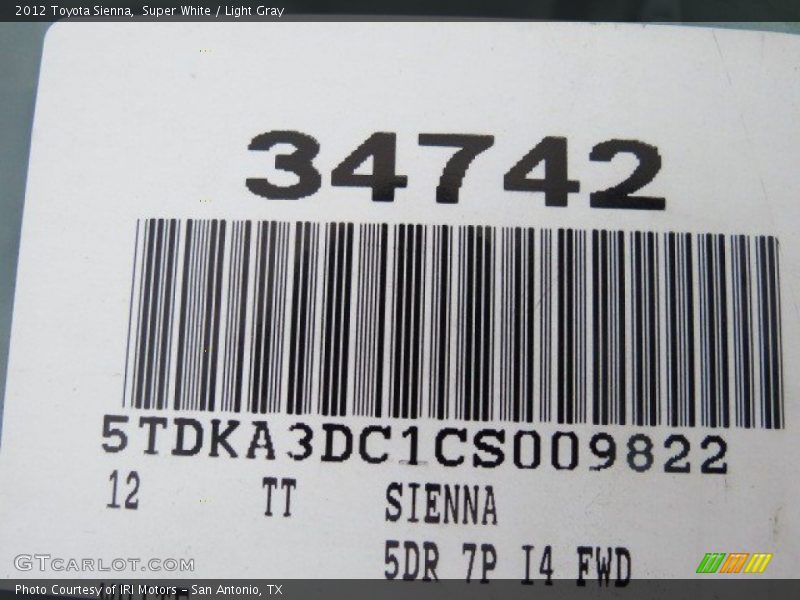 2012 Toyota Sienna,  Super White / Light Gray
34742
5TDKA3DC1CS009822
12 TT SIENNA
5DR 7P I4 FWD
GTCARLOT.COM
Photo Courtesy of IRI Motors – San Antonio, TX